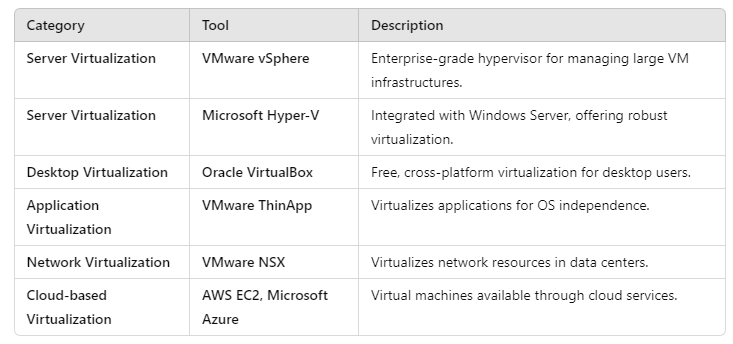 Category Tool Description
Server Virtualization VMware vSphere Enterprise-grade hypervisor for managing large VM
infrastructures.
Server Virtualization Microsoft Hyper-V Integrated with Windows Server, offering robust
virtualization.
Desktop Virtualization Oracle VirtualBox Free, cross-platform virtualization for desktop users.
Application VMware ThinApp Virtualizes applications for OS independence.
Virtualization
Network Virtualization VMware NSX Virtualizes network resources in data centers.
Cloud-based AWS EC2, Microsoft Virtual machines available through cloud services.
Virtualization Azure